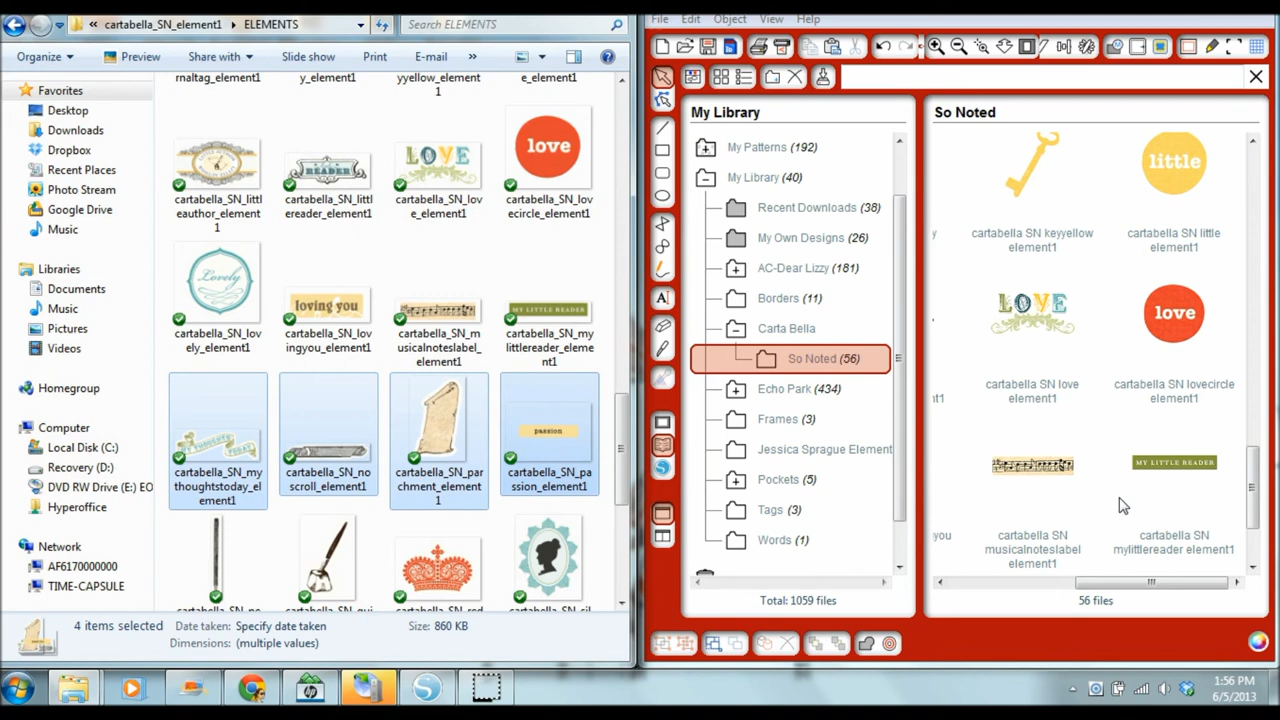 « cartabella_SN_element1 ▸ ELEMENTS
Search ELEMENTS
Organize
Preview
Share with
Slide show
Print
E-mail
»
Favorites
Desktop
Downloads
Dropbox
Recent Places
Photo Stream
Google Drive
Music
Libraries
Documents
Music
Pictures
Videos
Homegroup
Computer
Local Disk (C:)
Recovery (D:)
DVD RW Drive (E:) EO
Hyperoffice
Network
AF6170000000
TIME-CAPSULE
rnaltag_element1
y_element1
yyellow_element
1
e_element1
READER
LOVE
love
cartabella_SN_littl
eauthor_element
1
cartabella_SN_littl
ereader_element1
cartabella_SN_lov
e_element1
cartabella_SN_lov
ecircle_element1
Lovely
loving you
MY LITTLE READER
cartabella_SN_lov
ely_element1
cartabella_SN_lov
ingyou_element1
cartabella_SN_m
usicalnoteslabel_
element1
cartabella_SN_my
littlereader_eleme
nt1
MY THOUGHTS TODAY
passion
cartabella_SN_my
thoughtstoday_el
ement1
cartabella_SN_no
scroll_element1
cartabella_SN_par
chment_element
1
cartabella_SN_pa
ssion_element1
4 items selected
Date taken: Specify date taken
Dimensions: (multiple values)
Size: 860 KB
File
Edit
Object
View
Help
My Library
My Patterns (192)
My Library (40)
Recent Downloads (38)
My Own Designs (26)
AC-Dear Lizzy (181)
Borders (11)
Carta Bella
So Noted (56)
Echo Park (434)
Frames (3)
Jessica Sprague Element
Pockets (5)
Tags (3)
Words (1)
Total: 1059 files
So Noted
little
y
cartabella SN keyyellow
element1
cartabella SN little
element1
LOVE
love
nt1
cartabella SN love
element1
cartabella SN lovecircle
element1
MY LITTLE READER
you
cartabella SN
musicalnoteslabel
element1
cartabella SN
mylittlereader element1
56 files
1:56 PM
6/5/2013